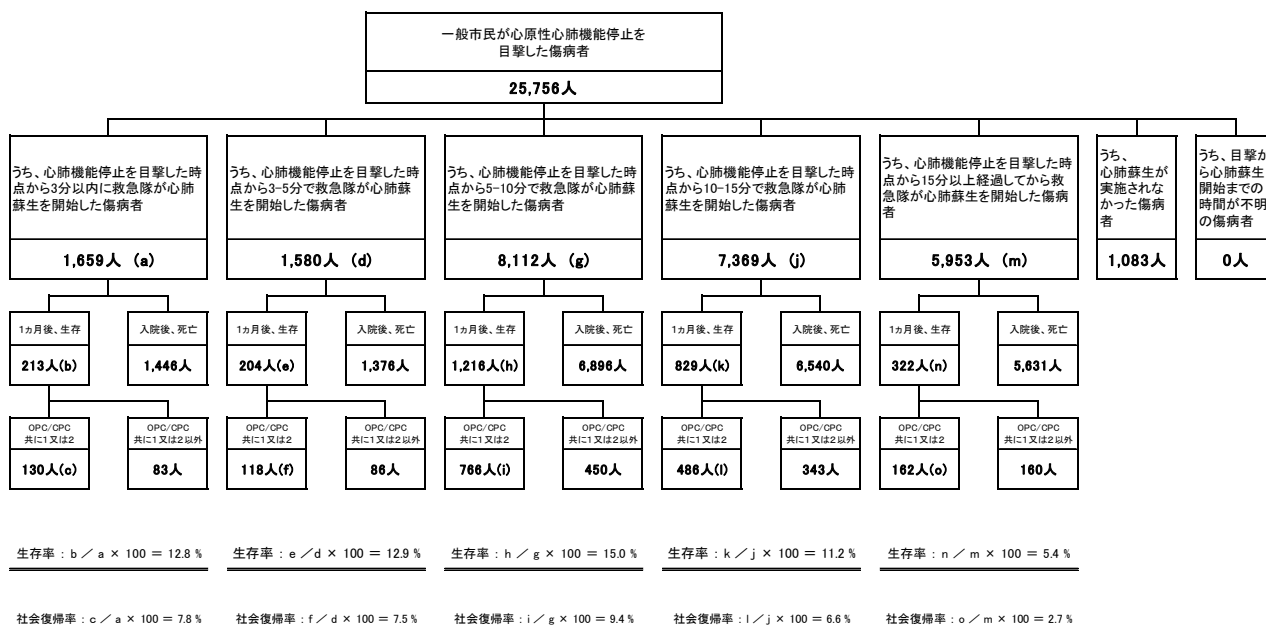 一般市民が心原性心肺機能停止を
目撃した傷病者
25,756人
うち、心肺機能停止を目撃した時
点から3分以内に救急隊が心肺
蘇生を開始した傷病者
1,659人 (a)
うち、心肺機能停止を目撃した時
点から3-5分で救急隊が心肺蘇
生を開始した傷病者
1,580人 (d)
うち、心肺機能停止を目撃した時
点から5-10分で救急隊が心肺蘇
生を開始した傷病者
8,112人 (g)
うち、心肺機能停止を目撃した時
点から10-15分で救急隊が心肺
蘇生を開始した傷病者
7,369人 (j)
うち、心肺機能停止を目撃した時
点から15分以上経過してから救
急隊が心肺蘇生を開始した傷病
者
5,953人 (m)
うち、
心肺蘇生が
実施されな
かった傷病
者
1,083人
うち、目撃か
ら心肺蘇生
開始までの
時間が不明
の傷病者
0人
1ヵ月後、生存
213人(b)
入院後、死亡
1,446人
1ヵ月後、生存
204人(e)
入院後、死亡
1,376人
1ヵ月後、生存
1,216人(h)
入院後、死亡
6,896人
1ヵ月後、生存
829人(k)
入院後、死亡
6,540人
1ヵ月後、生存
322人(n)
入院後、死亡
5,631人
OPC/CPC
共に1又は2
130人(c)
OPC/CPC
共に1又は2以外
83人
OPC/CPC
共に1又は2
118人(f)
OPC/CPC
共に1又は2以外
86人
OPC/CPC
共に1又は2
766人(i)
OPC/CPC
共に1又は2以外
450人
OPC/CPC
共に1又は2
486人(l)
OPC/CPC
共に1又は2以外
343人
OPC/CPC
共に1又は2
162人(o)
OPC/CPC
共に1又は2以外
160人
生存率：b／a × 100 ＝ 12.8 %
生存率：e／d × 100 ＝ 12.9 %
生存率：h／g × 100 ＝ 15.0 %
生存率：k／j × 100 ＝ 11.2 %
生存率：n／m × 100 ＝ 5.4 %
社会復帰率：c／a × 100 ＝ 7.8 %
社会復帰率：f／d × 100 ＝ 7.5 %
社会復帰率：i／g × 100 ＝ 9.4 %
社会復帰率：l／j × 100 ＝ 6.6 %
社会復帰率：o／m × 100 ＝ 2.7 %